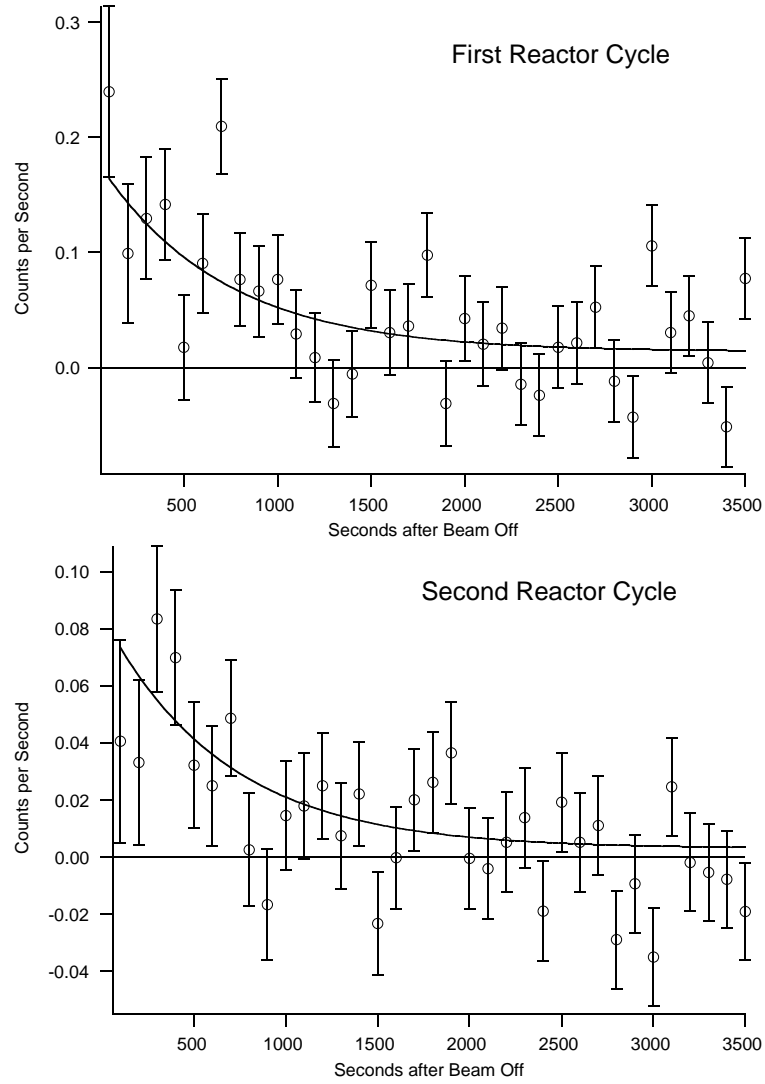 First Reactor Cycle
Counts per Second
0.3
0.2
0.1
0.0
500 1000 1500 2000 2500 3000 3500
Seconds after Beam Off
Second Reactor Cycle
Counts per Second
0.10
0.08
0.06
0.04
0.02
0.00
-0.02
-0.04
500 1000 1500 2000 2500 3000 3500
Seconds after Beam Off